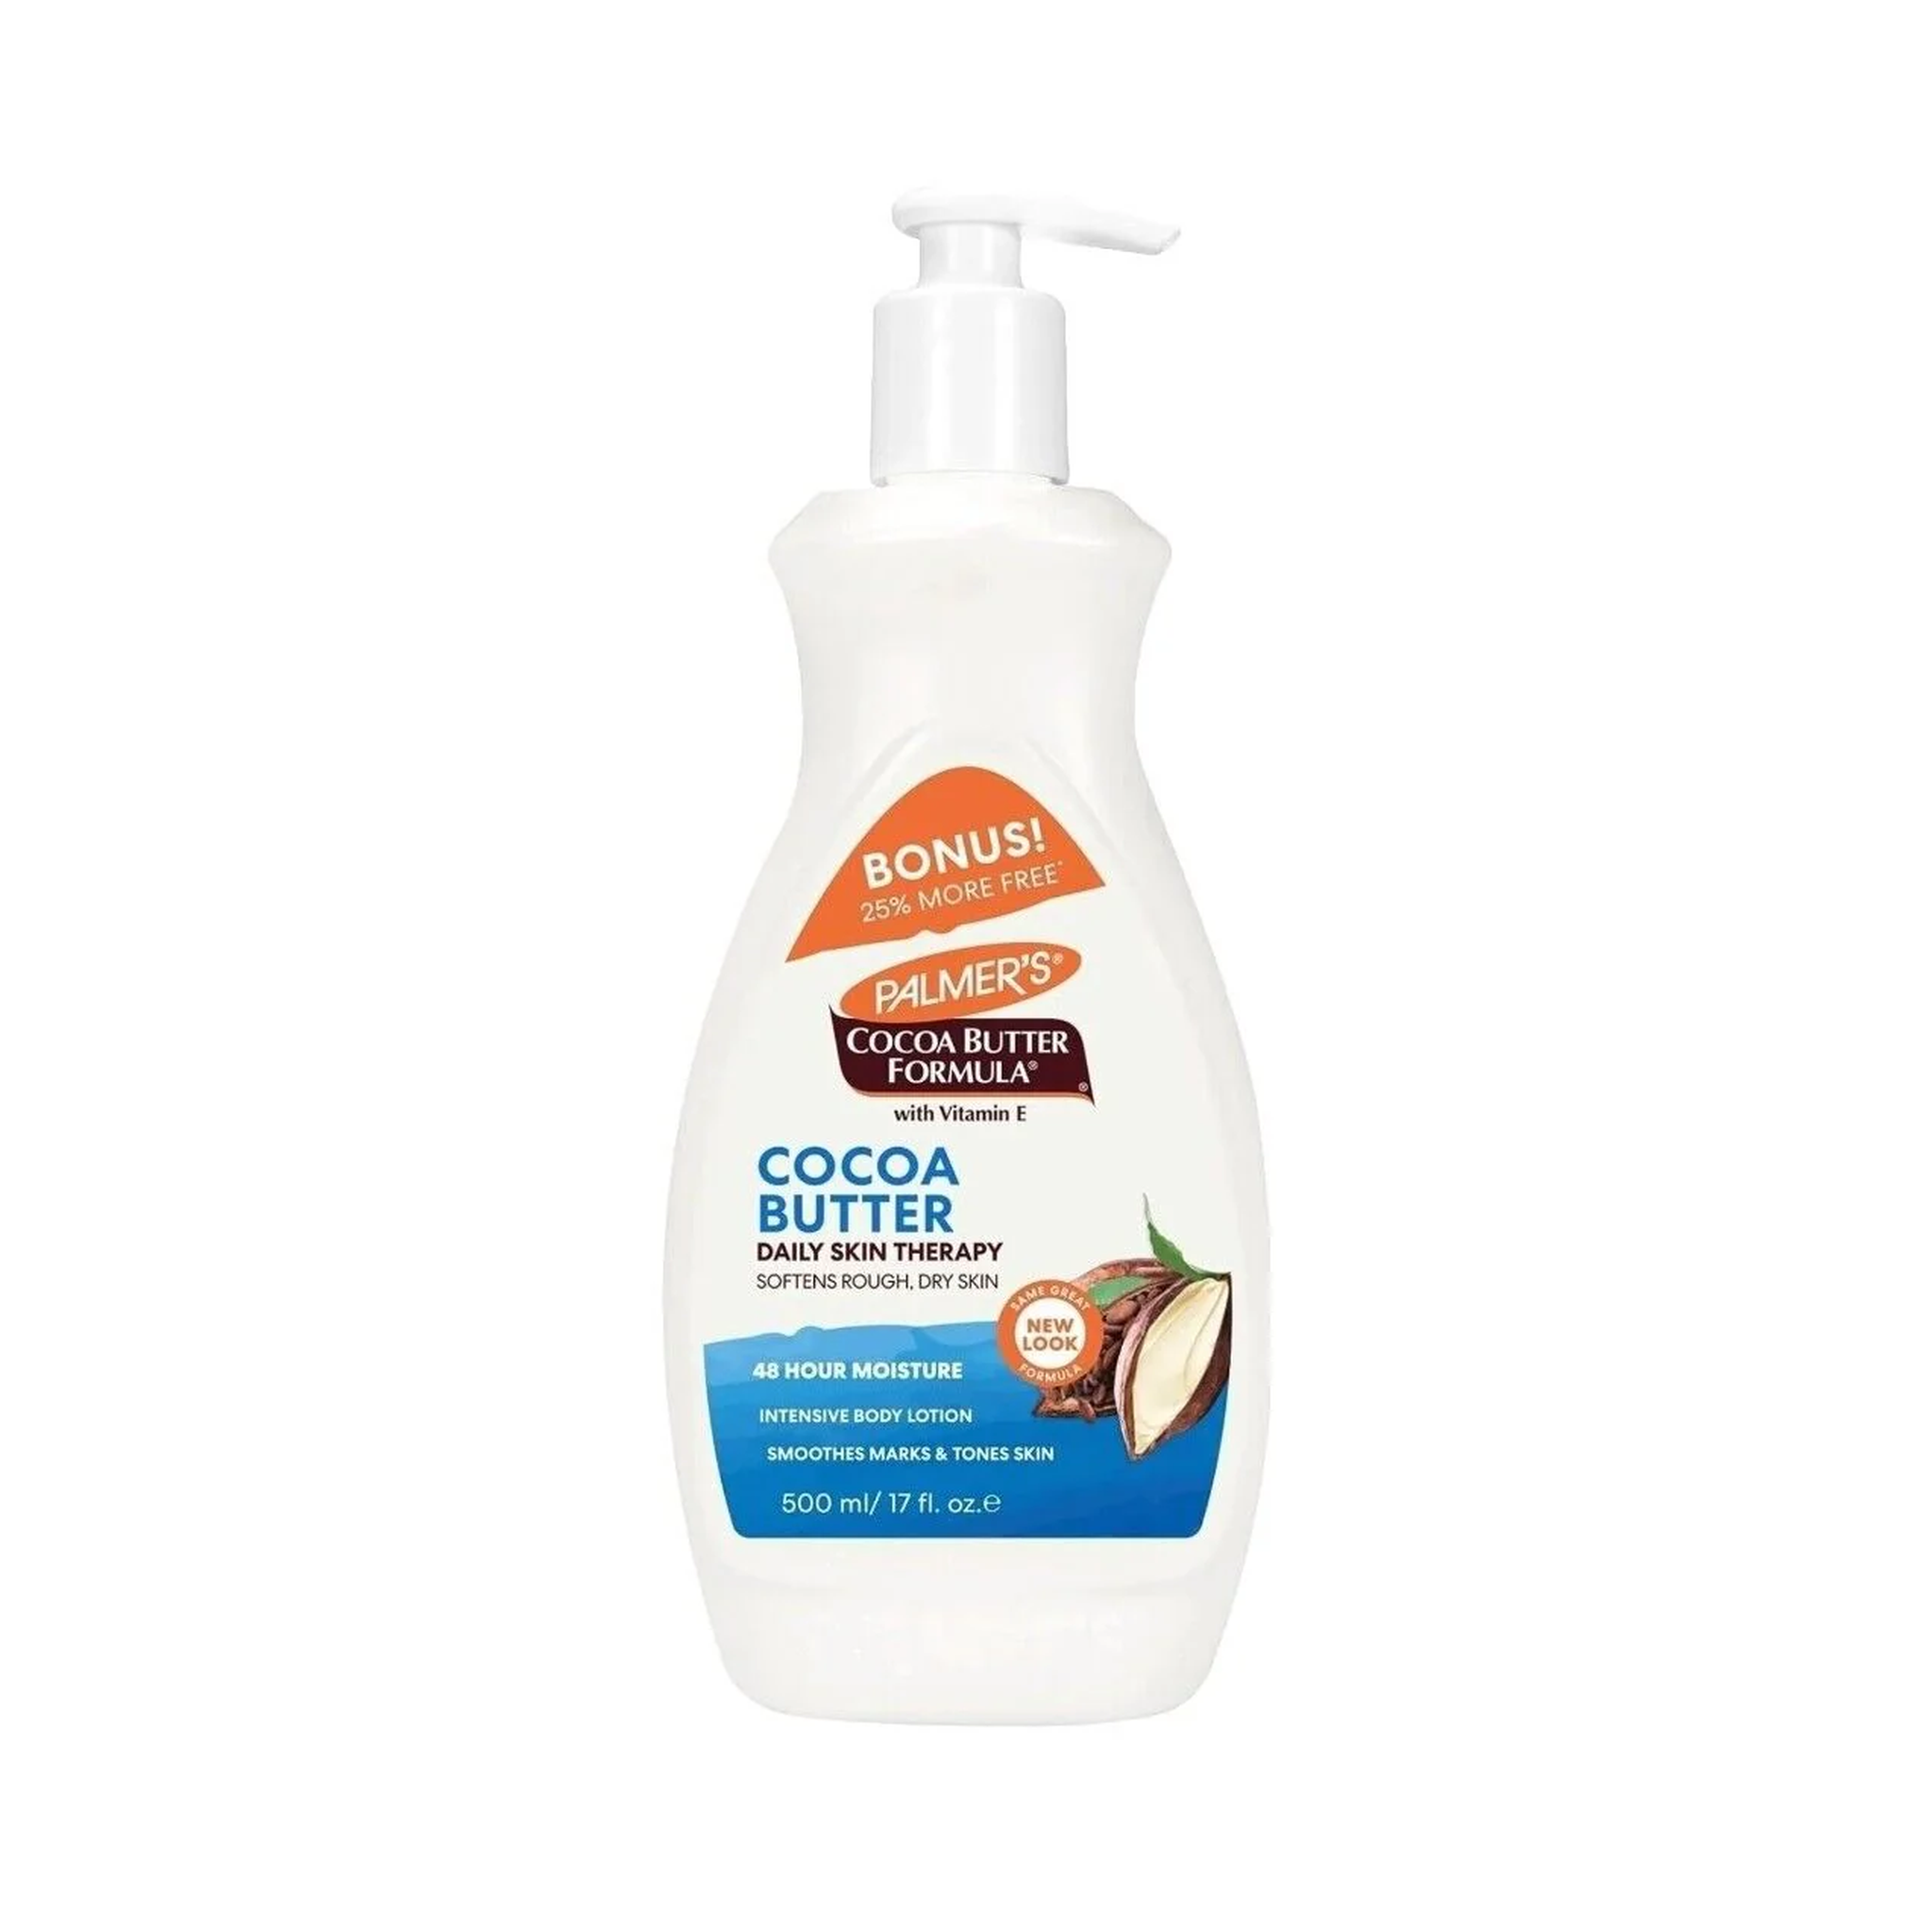 BONUS!
25% MORE FREE*
PALMER'S®
COCOA BUTTER
FORMULA®
®
with Vitamin E
COCOA
BUTTER
DAILY SKIN THERAPY
SOFTENS ROUGH, DRY SKIN
SAME GREAT
NEW
LOOK
FORMULA
48 HOUR MOISTURE
INTENSIVE BODY LOTION
SMOOTHES MARKS & TONES SKIN
500 ml/ 17 fl. oz.℮